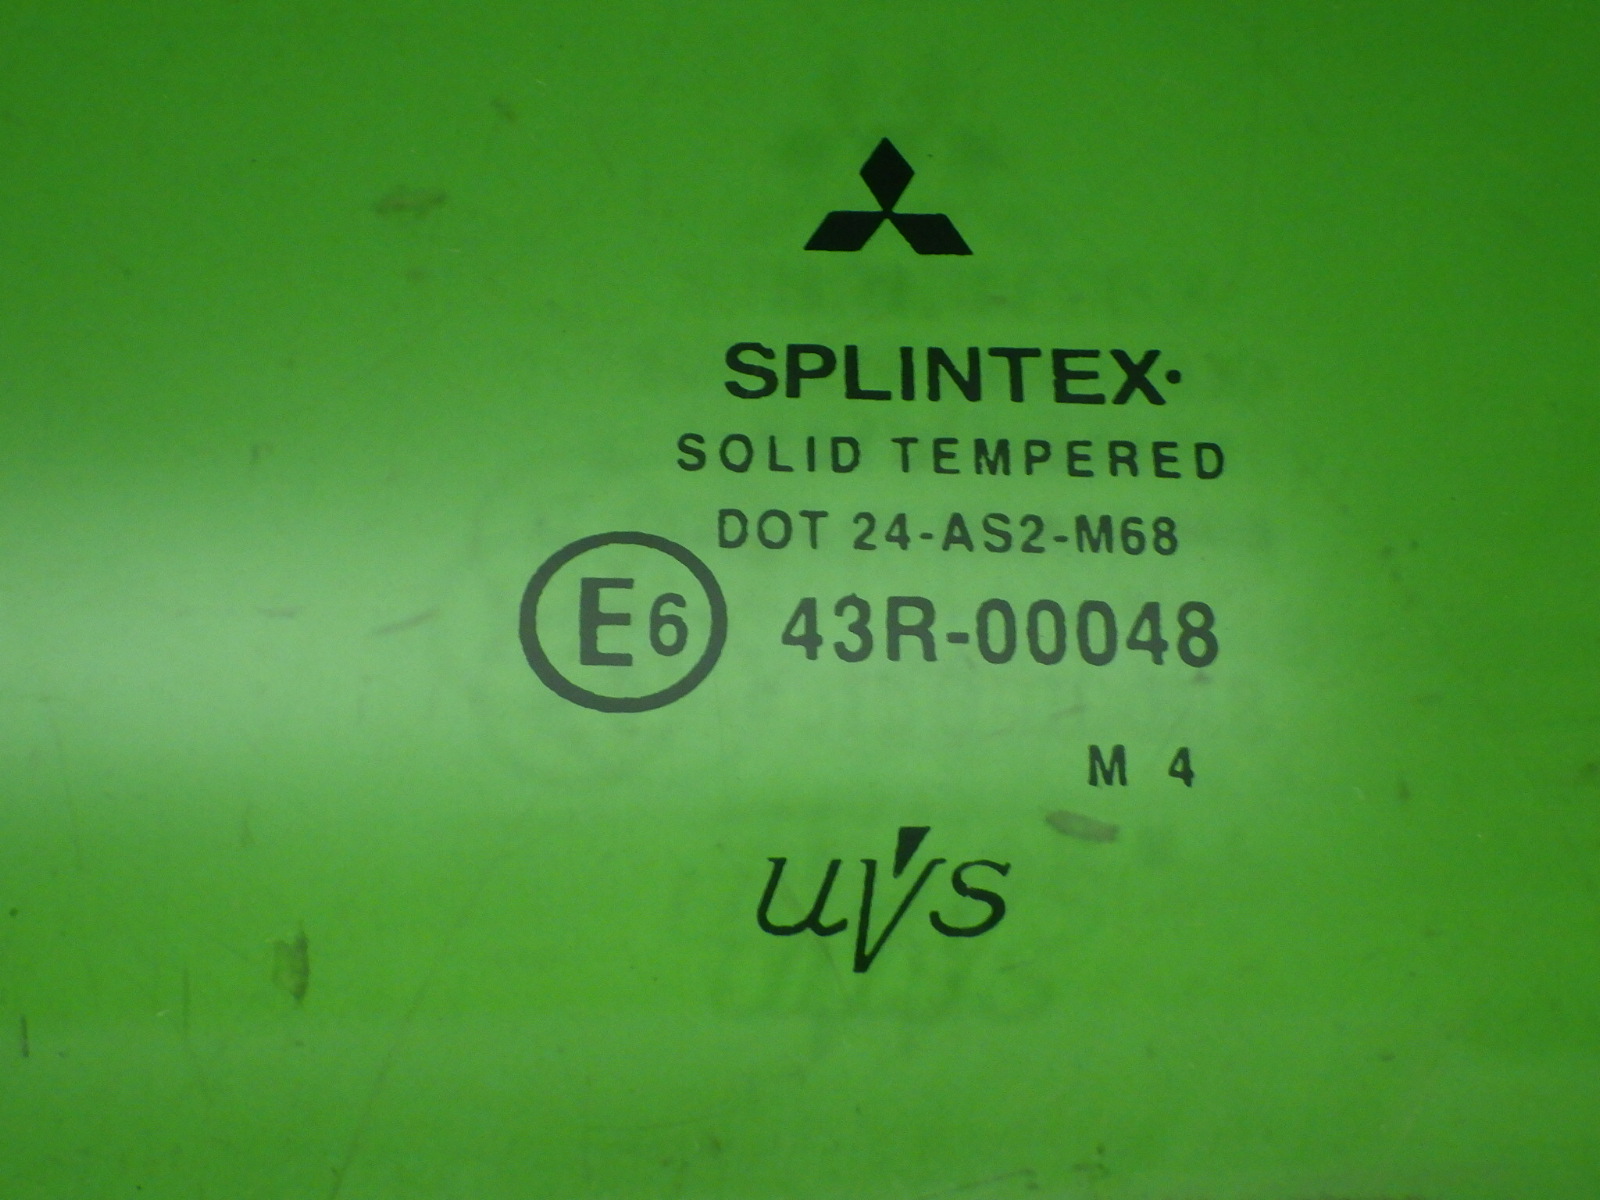 SPLINTEX·
SOLID TEMPERED
DOT 24-AS2-M68
E6 43R-00048
M 4
uvs